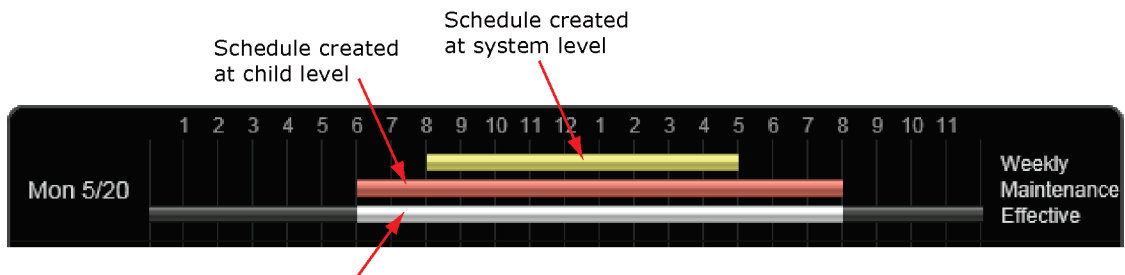 Schedule created
at system level
Schedule created
at child level
1 2 3 4 5 6 7 8 9 10 11 12 1 2 3 4 5 6 7 8 9 10 11
Weekly
Mon 5/20 Maintenance
Effective